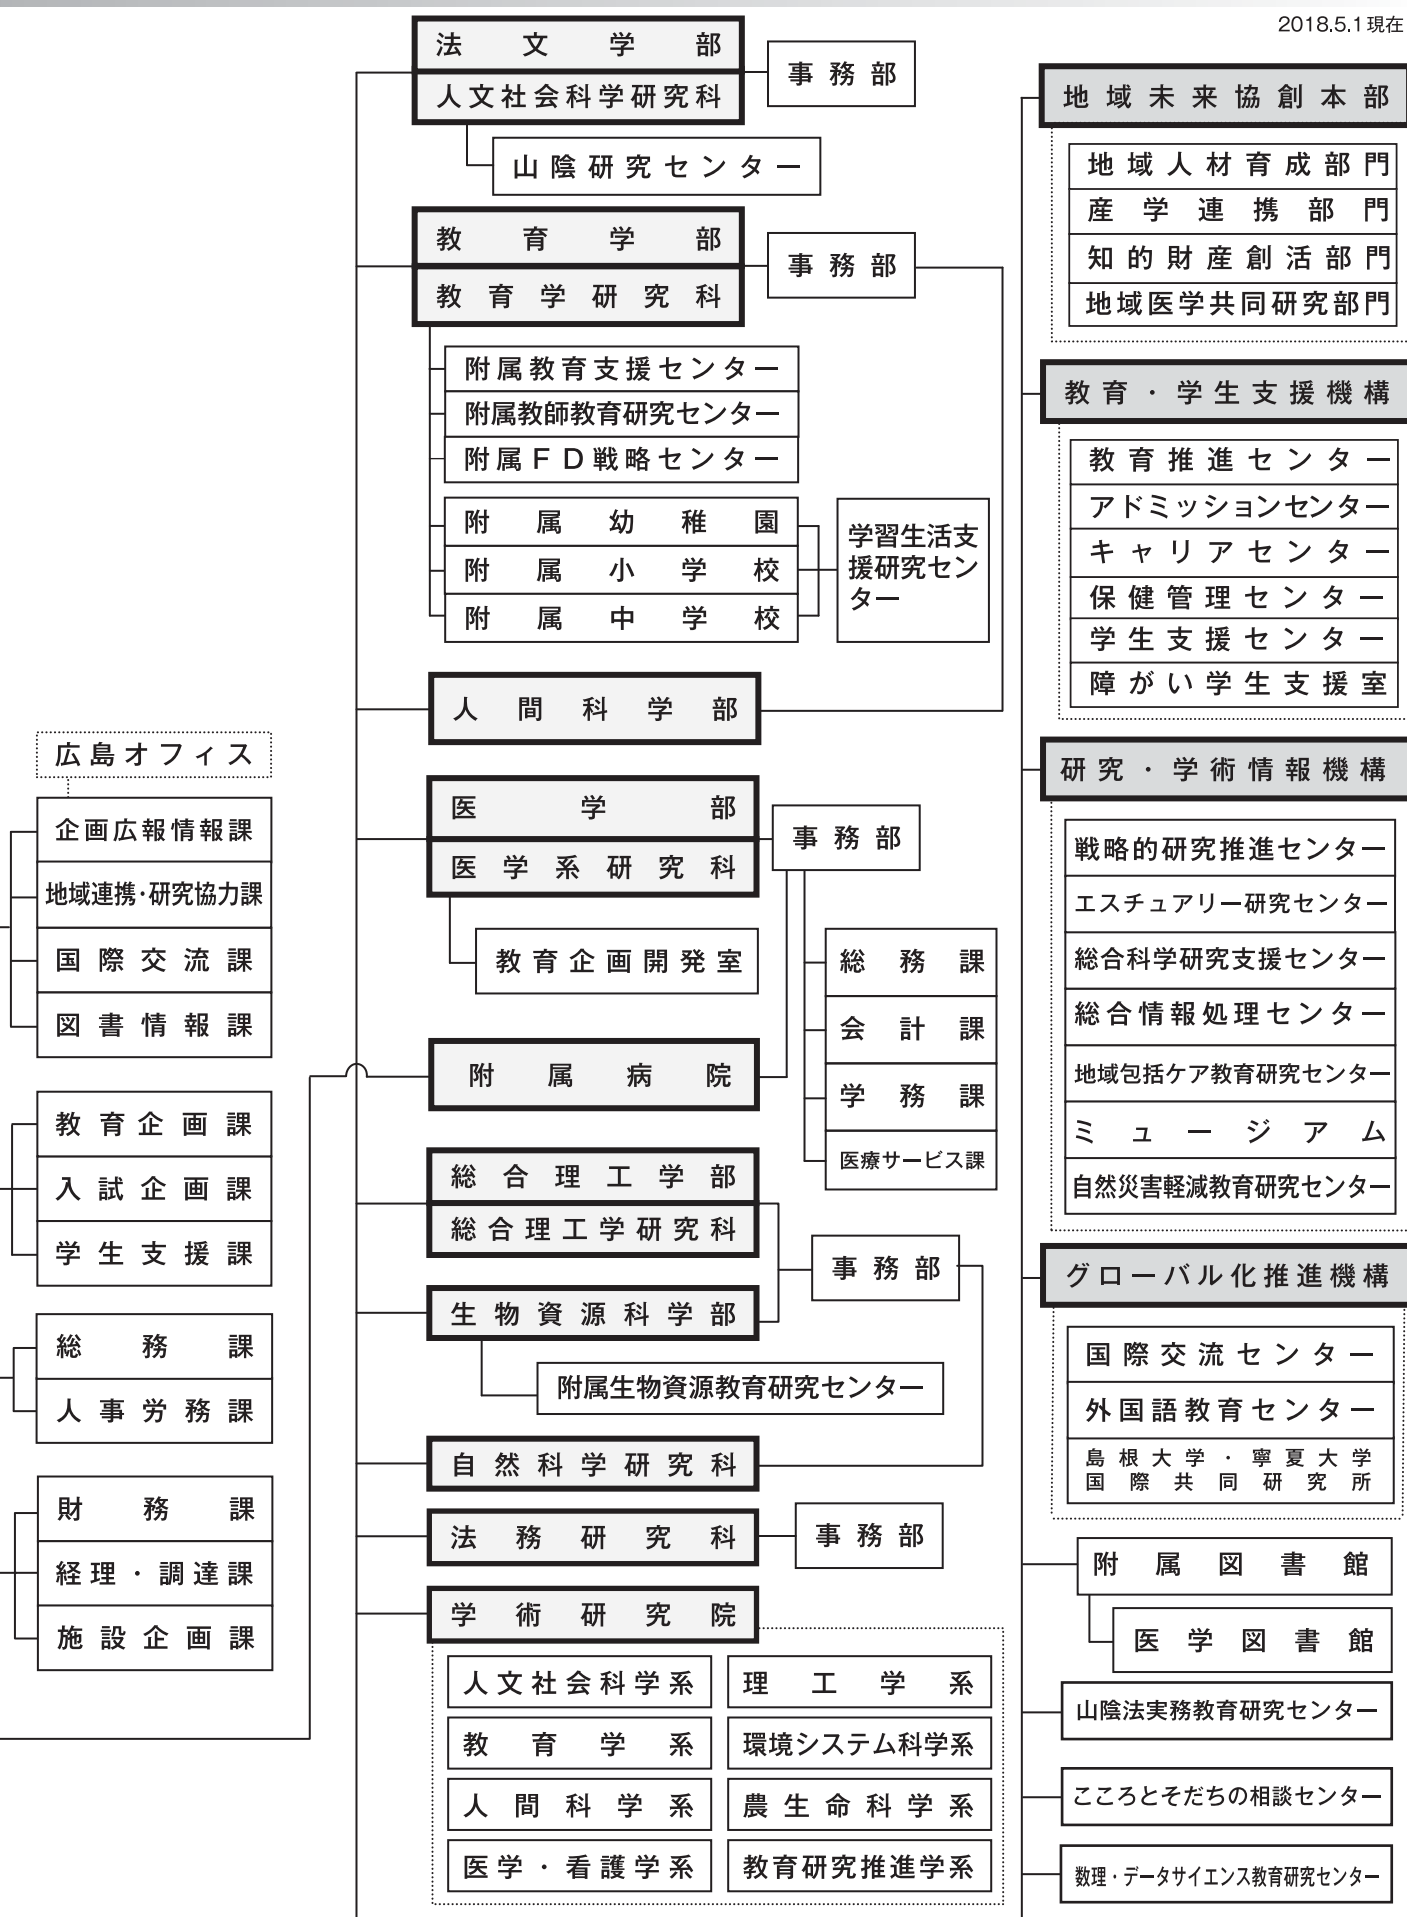 2018.5.1現在
広島オフィス
企画広報情報課
地域連携・研究協力課
国際交流課
図書情報課
教育企画課
入試企画課
学生支援課
総務課
人事労務課
財務課
経理・調達課
施設企画課
法文学部
人文社会科学研究科
事務部
山陰研究センター
教育学部
教育学研究科
事務部
附属教育支援センター
附属教師教育研究センター
附属FD戦略センター
附属幼稚園
附属小学校
附属中学校
学習生活支
援研究セン
ター
人間科学部
医学部
医学系研究科
事務部
教育企画開発室
総務課
会計課
学務課
医療サービス課
附属病院
総合理工学部
総合理工学研究科
事務部
生物資源科学部
附属生物資源教育研究センター
自然科学研究科
法務研究科
事務部
学術研究院
人文社会科学系
理工学系
教育学系
環境システム科学系
人間科学系
農生命科学系
医学・看護学系
教育研究推進学系
地域未来協創本部
地域人材育成部門
産学連携部門
知的財産創活部門
地域医学共同研究部門
教育・学生支援機構
教育推進センター
アドミッションセンター
キャリアセンター
保健管理センター
学生支援センター
障がい学生支援室
研究・学術情報機構
戦略的研究推進センター
エスチュアリー研究センター
総合科学研究支援センター
総合情報処理センター
地域包括ケア教育研究センター
ミュージアム
自然災害軽減教育研究センター
グローバル化推進機構
国際交流センター
外国語教育センター
島根大学・寧夏大学
国際共同研究所
附属図書館
医学図書館
山陰法実務教育研究センター
こころとそだちの相談センター
数理・データサイエンス教育研究センター